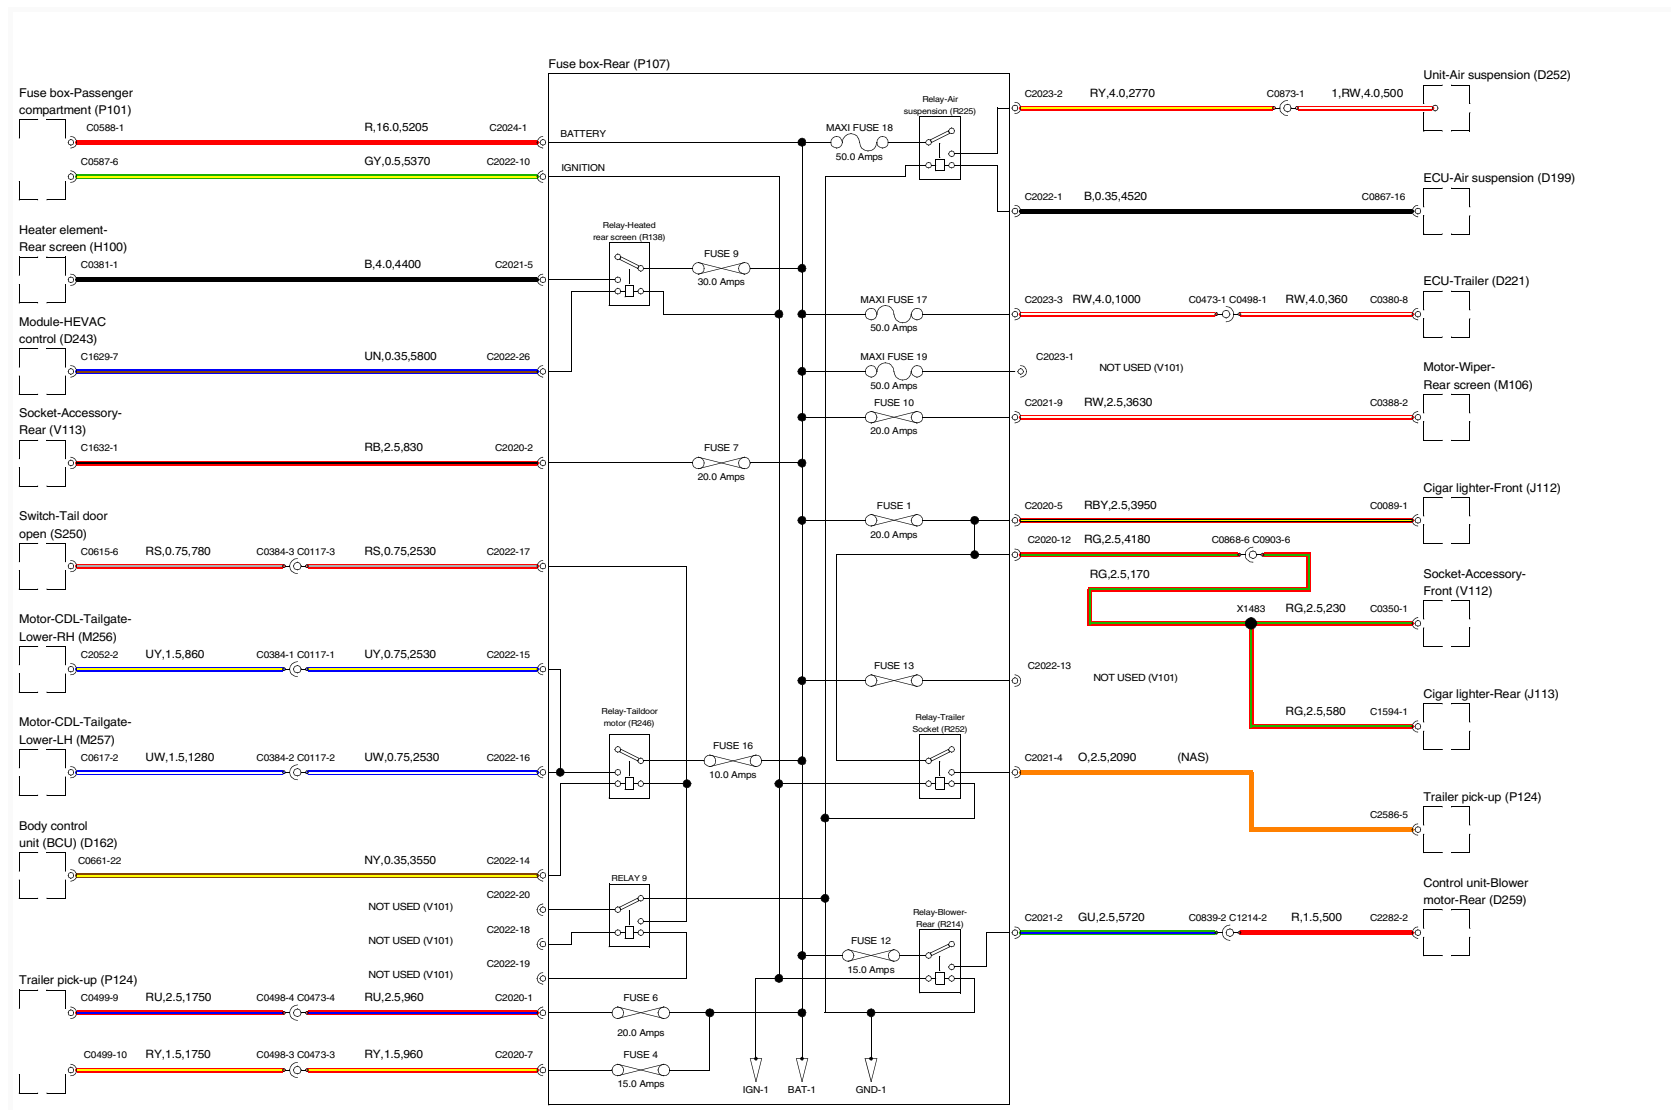 Fuse box-Rear (P107)
Fuse box-Passenger
compartment (P101)
C0588-1
R,16.0,5205
C2024-1
C0587-6
GY,0.5,5370
C2022-10
Heater element-
Rear screen (H100)
C0381-1
B,4.0,4400
C2021-5
Module-HEVAC
control (D243)
C1629-7
UN,0.35,5800
C2022-26
Socket-Accessory-
Rear (V113)
C1632-1
RB,2.5,830
C2020-2
Switch-Tail door
open (S250)
C0615-6
RS,0.75,780
C0384-3 C0117-3
RS,0.75,2530
C2022-17
Motor-CDL-Tailgate-
Lower-RH (M256)
C2052-2
UY,1.5,860
C0384-1 C0117-1
UY,0.75,2530
C2022-15
Motor-CDL-Tailgate-
Lower-LH (M257)
C0617-2
UW,1.5,1280
C0384-2 C0117-2
UW,0.75,2530
C2022-16
Body control
unit (BCU) (D162)
C0661-22
NY,0.35,3550
C2022-14
NOT USED (V101)
C2022-20
NOT USED (V101)
C2022-18
NOT USED (V101)
C2022-19
Trailer pick-up (P124)
C0499-9
RU,2.5,1750
C0498-4 C0473-4
RU,2.5,960
C2020-1
C0499-10
RY,1.5,1750
C0498-3 C0473-3
RY,1.5,960
C2020-7
BATTERY
IGNITION
Relay-Heated
rear screen (R138)
FUSE 9
30.0 Amps
FUSE 7
20.0 Amps
Relay-Taildoor
motor (R246)
FUSE 16
10.0 Amps
RELAY 9
FUSE 6
20.0 Amps
FUSE 4
15.0 Amps
IGN-1
BAT-1
GND-1
MAXI FUSE 18
50.0 Amps
Relay-Air
suspension (R225)
MAXI FUSE 17
50.0 Amps
MAXI FUSE 19
50.0 Amps
FUSE 10
20.0 Amps
FUSE 1
20.0 Amps
FUSE 13
Relay-Trailer
Socket (R252)
Relay-Blower-
Rear (R214)
FUSE 12
15.0 Amps
Unit-Air suspension (D252)
C2023-2
RY,4.0,2770
C0873-1
1,RW,4.0,500
ECU-Air suspension (D199)
C2022-1
B,0.35,4520
C0867-16
ECU-Trailer (D221)
C2023-3
RW,4.0,1000
C0473-1 C0498-1
RW,4.0,360
C0380-8
C2023-1
NOT USED (V101)
Motor-Wiper-
Rear screen (M106)
C2021-9
RW,2.5,3630
C0388-2
Cigar lighter-Front (J112)
C2020-5
RBY,2.5,3950
C0089-1
C2020-12
RG,2.5,4180
C0868-6 C0903-6
RG,2.5,170
Socket-Accessory-
Front (V112)
X1483
RG,2.5,230
C0350-1
C2022-13
NOT USED (V101)
Cigar lighter-Rear (J113)
RG,2.5,580
C1594-1
C2021-4
O,2.5,2090
(NAS)
Trailer pick-up (P124)
C2586-5
Control unit-Blower
motor-Rear (D259)
C2021-2
GU,2.5,5720
C0839-2 C1214-2
R,1.5,500
C2282-2